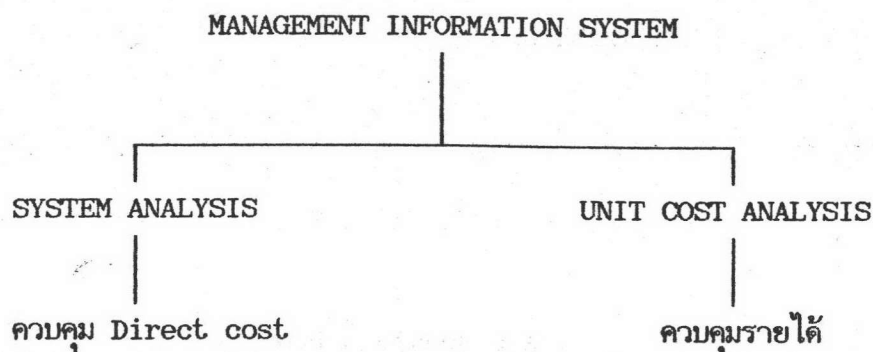 MANAGEMENT INFORMATION SYSTEM
SYSTEM ANALYSIS
UNIT COST ANALYSIS
ควบคุม Direct cost
ควบคุมรายได้